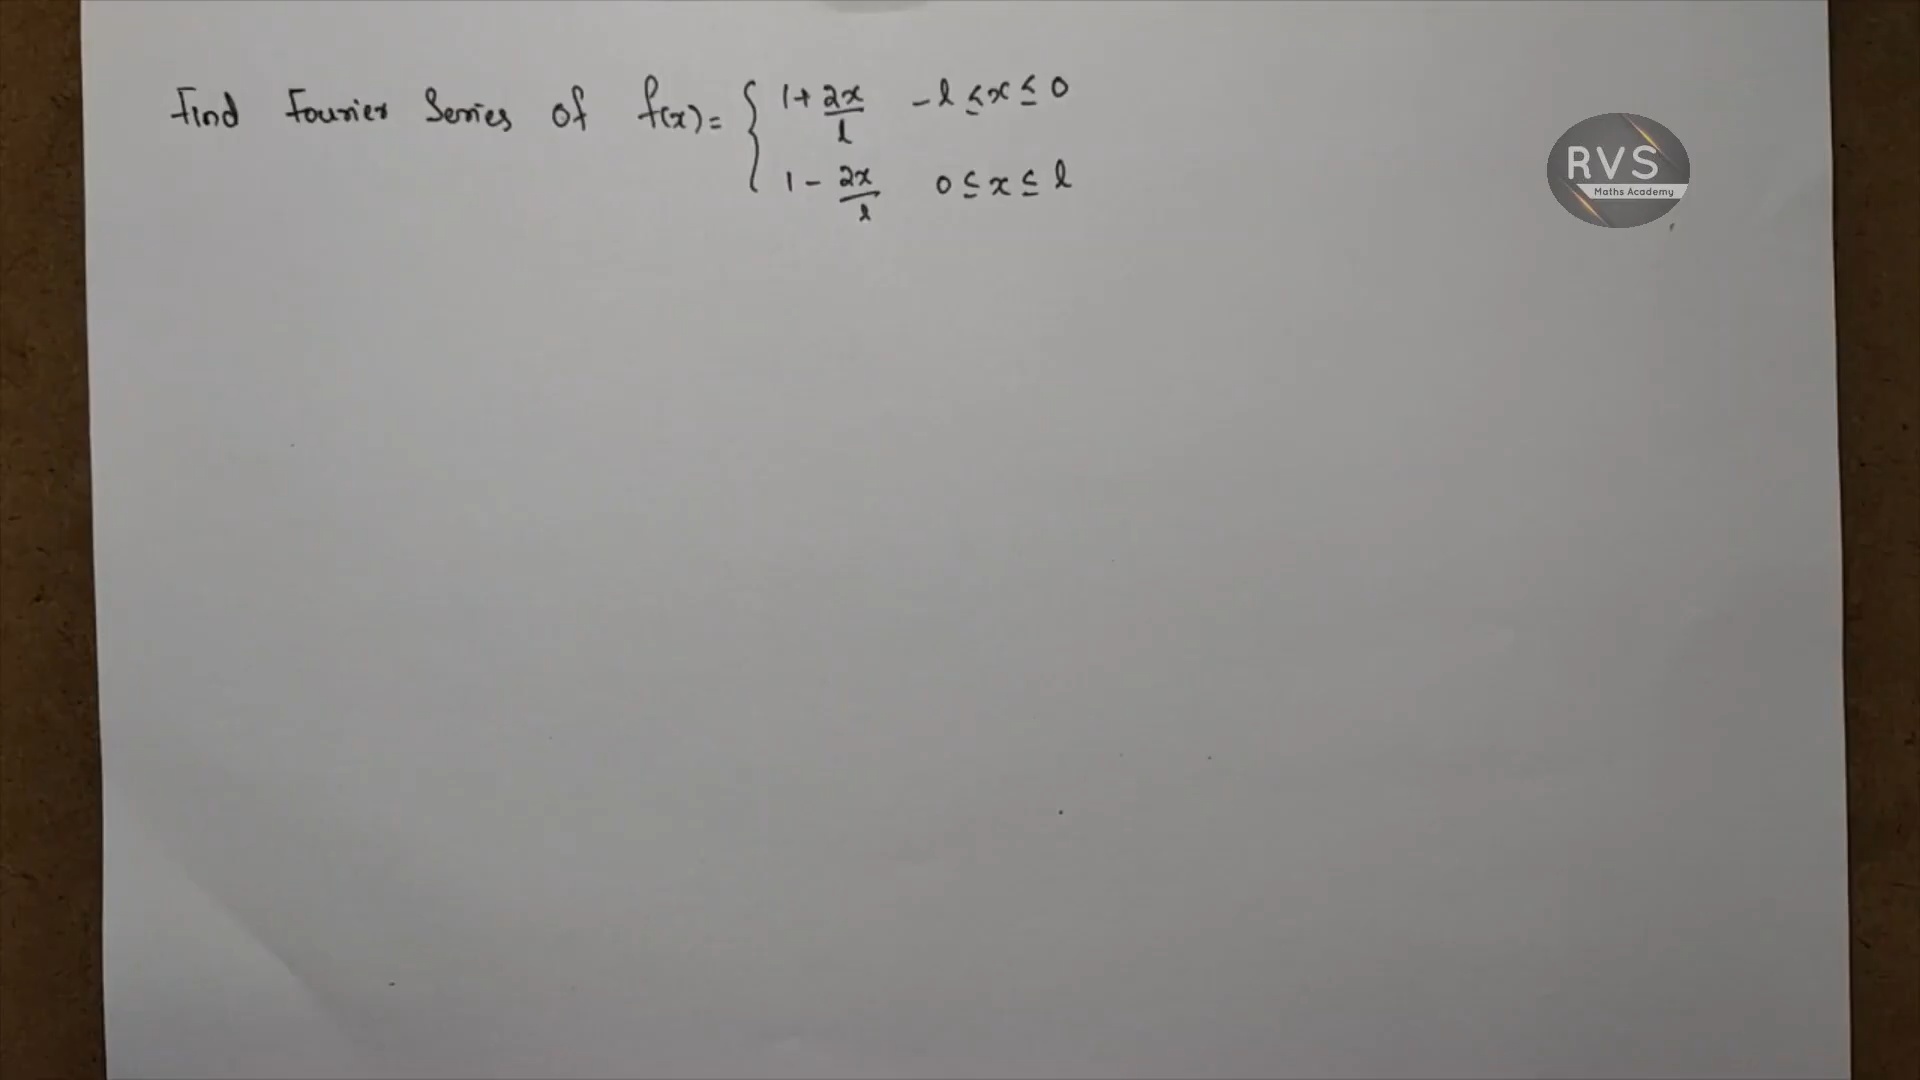 Find Fourier Series of f(x) = { 1 + 2x/l   -l ≤ x ≤ 0
1 - 2x/l   0 ≤ x ≤ l
RVS
Maths Academy